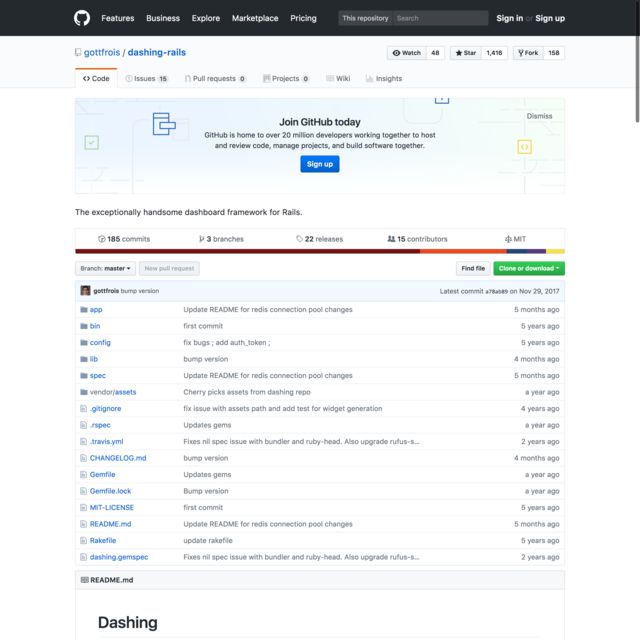 Features Business Explore Marketplace Pricing This repository Search Sign in or Sign up
gottfrois / dashing-rails Watch 48 Star 1,416 Fork 158
Code Issues 15 Pull requests 0 Projects 0 Wiki Insights
Dismiss
Join GitHub today
GitHub is home to over 20 million developers working together to host
and review code, manage projects, and build software together.
Sign up
The exceptionally handsome dashboard framework for Rails.
185 commits 3 branches 22 releases 15 contributors MIT
Branch: master New pull request Find file Clone or download
gottfrois bump version Latest commit a78a689 on Nov 29, 2017
app Update README for redis connection pool changes 5 months ago
bin first commit 5 years ago
config fix bugs ; add auth_token ; 5 years ago
lib bump version 4 months ago
spec Update README for redis connection pool changes 5 months ago
vendor/assets Cherry picks assets from dashing repo a year ago
.gitignore fix issue with assets path and add test for widget generation 4 years ago
.rspec Updates gems a year ago
.travis.yml Fixes nil spec issue with bundler and ruby-head. Also upgrade rufus-s... 2 years ago
CHANGELOG.md bump version 4 months ago
Gemfile Updates gems a year ago
Gemfile.lock Bump version a year ago
MIT-LICENSE first commit 5 years ago
README.md Update README for redis connection pool changes 5 months ago
Rakefile update rakefile 5 years ago
dashing.gemspec Fixes nil spec issue with bundler and ruby-head. Also upgrade rufus-s... 2 years ago
README.md
Dashing